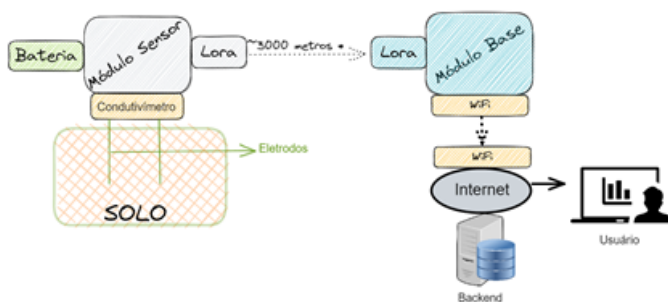 Bateria
Módulo Sensor
Lora
~3000 metros *
Lora
Módulo Base
Condutivímetro
WiFi
WiFi
Eletrodos
SOLO
Internet
Usuário
Backend